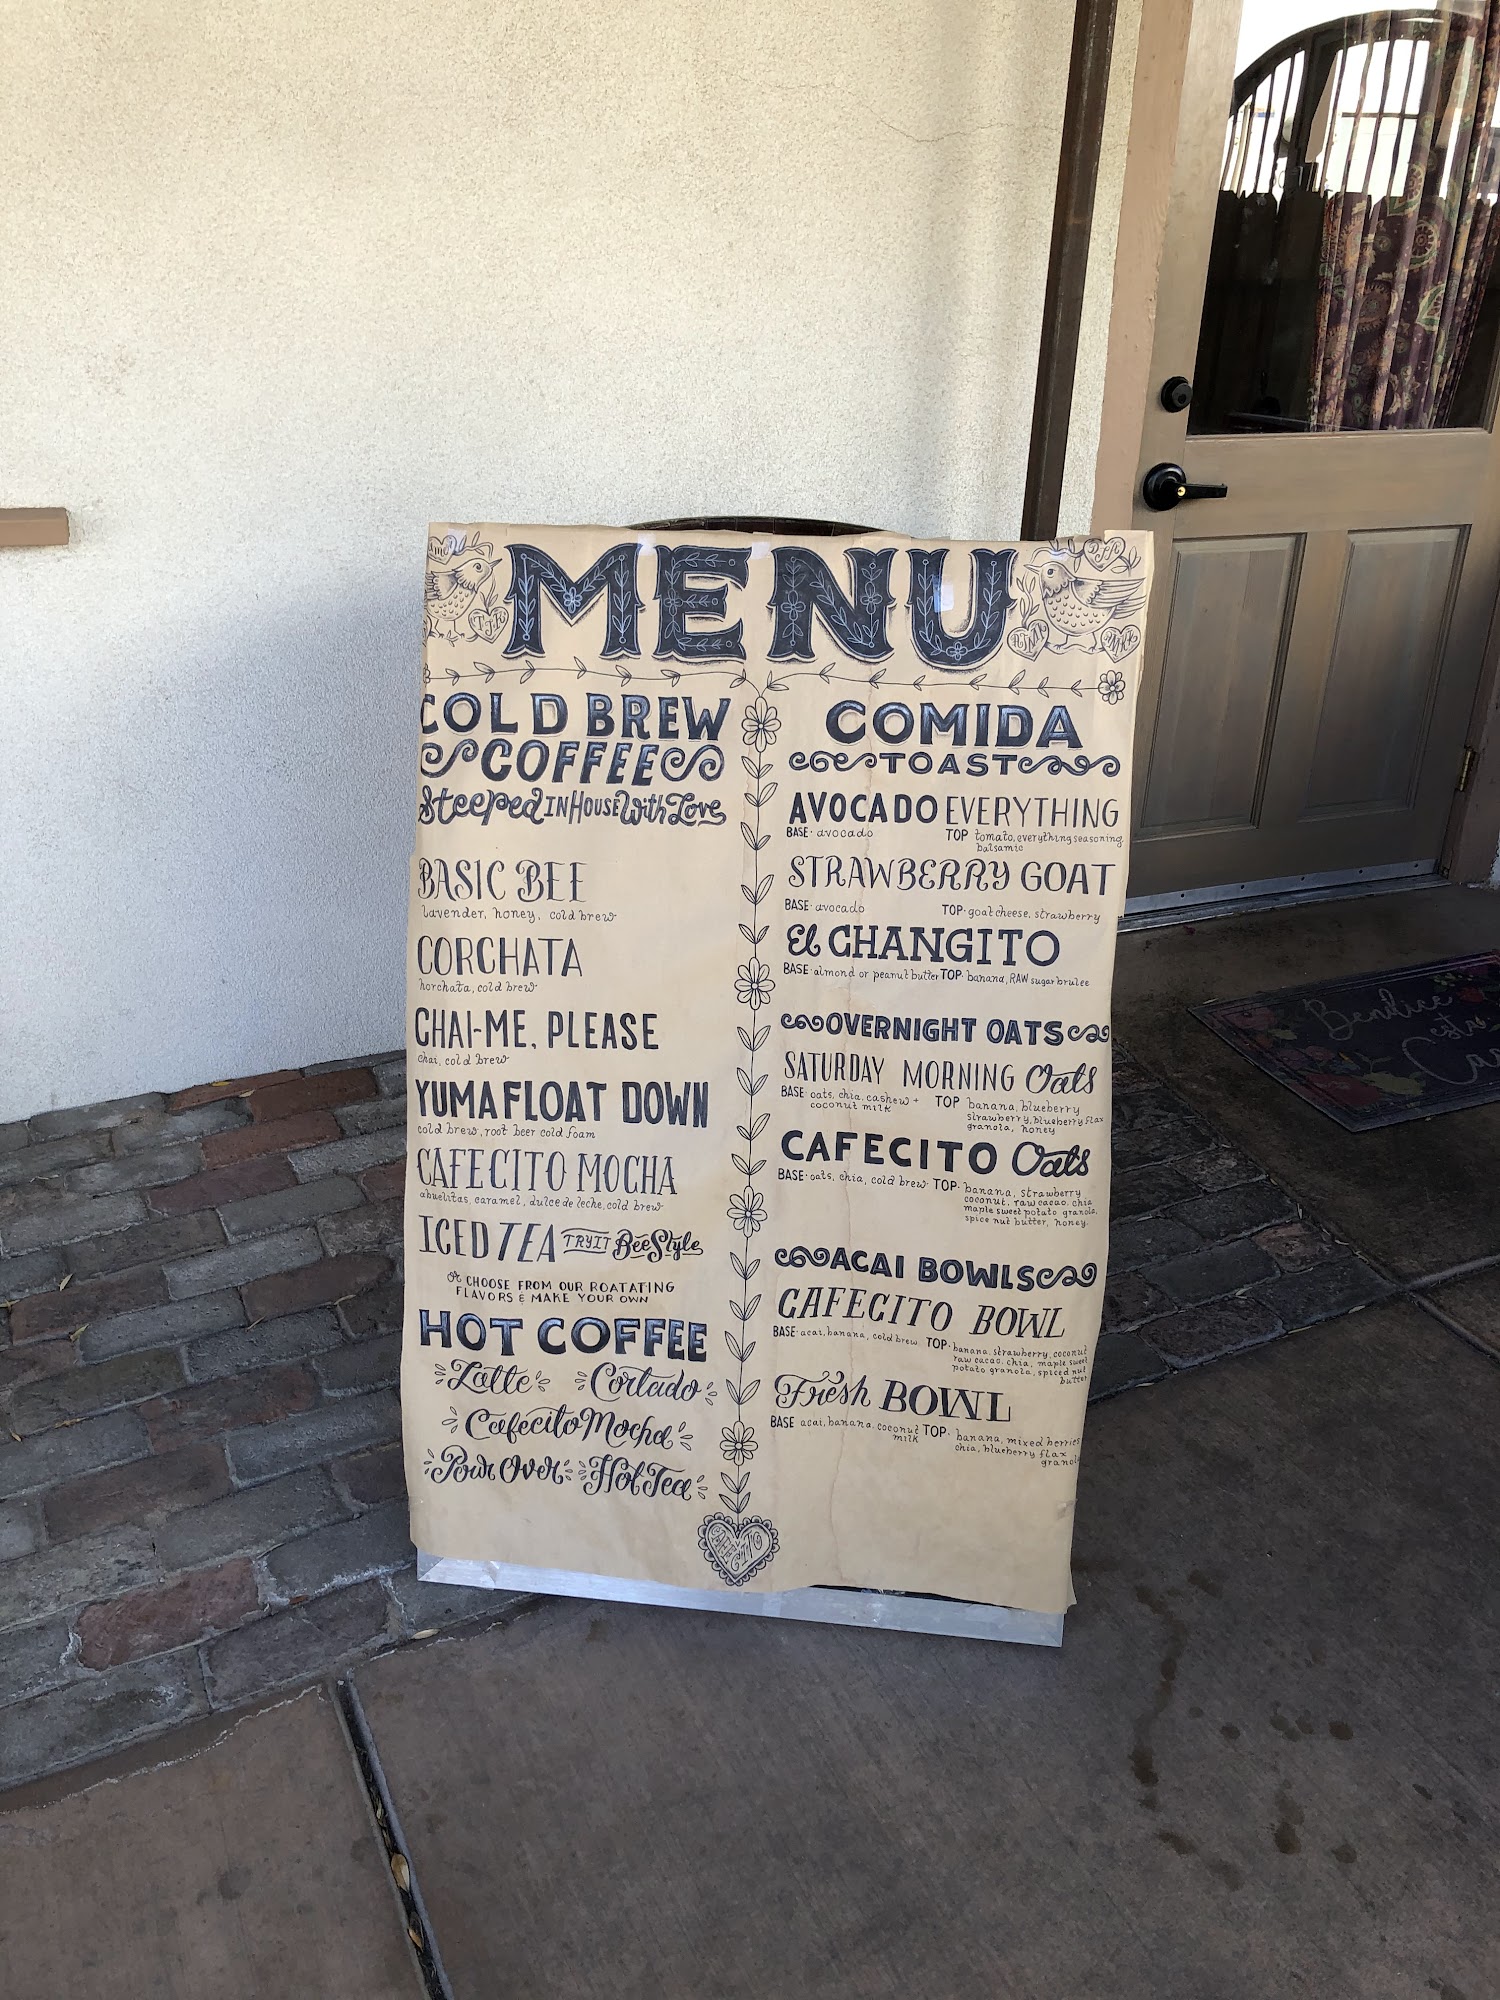 MENU
COLD BREW
COFFEE
Steeped IN HOUSE With Love
BASIC BEE
lavender, honey, cold brew
CORCHATA
horchata, cold brew
CHAI-ME, PLEASE
chai, cold brew
YUMA FLOAT DOWN
cold brew, root beer cold foam
CAFECITO MOCHA
abuelitas, caramel, dulce de leche, cold brew
ICED TEA TRY IT Bee Style
or CHOOSE FROM OUR ROATATING
FLAVORS & MAKE YOUR OWN
HOT COFFEE
Latte Cortado
Cafecito Mocha
Pour Over Hot Tea
COMIDA
TOAST
AVOCADO EVERYTHING
BASE· avocado TOP tomato, everything seasoning
balsamic
STRAWBERRY GOAT
BASE· avocado TOP· goat cheese, strawberry
El CHANGITO
BASE· almond or peanut butter TOP· banana, RAW sugar brulee
OVERNIGHT OATS
SATURDAY MORNING Oats
BASE oats, chia, cashew + TOP banana, blueberry
coconut milk strawberry, blueberry flax
granola, honey
CAFECITO Oats
BASE· oats, chia, cold brew TOP· banana, strawberry
coconut, raw cacao, chia
maple sweet potato granola,
spice nut butter, honey
ACAI BOWLS
CAFECITO BOWL
BASE· acai, banana, cold brew TOP· banana, strawberry, coconut
raw cacao, chia, maple sweet
potato granola, spiced nut
butter
Fresh BOWL
BASE acai, banana, coconut TOP· banana, mixed berries
milk chia, blueberry flax
granola
CAFECITO
TJR
Bendice
esta
Casa